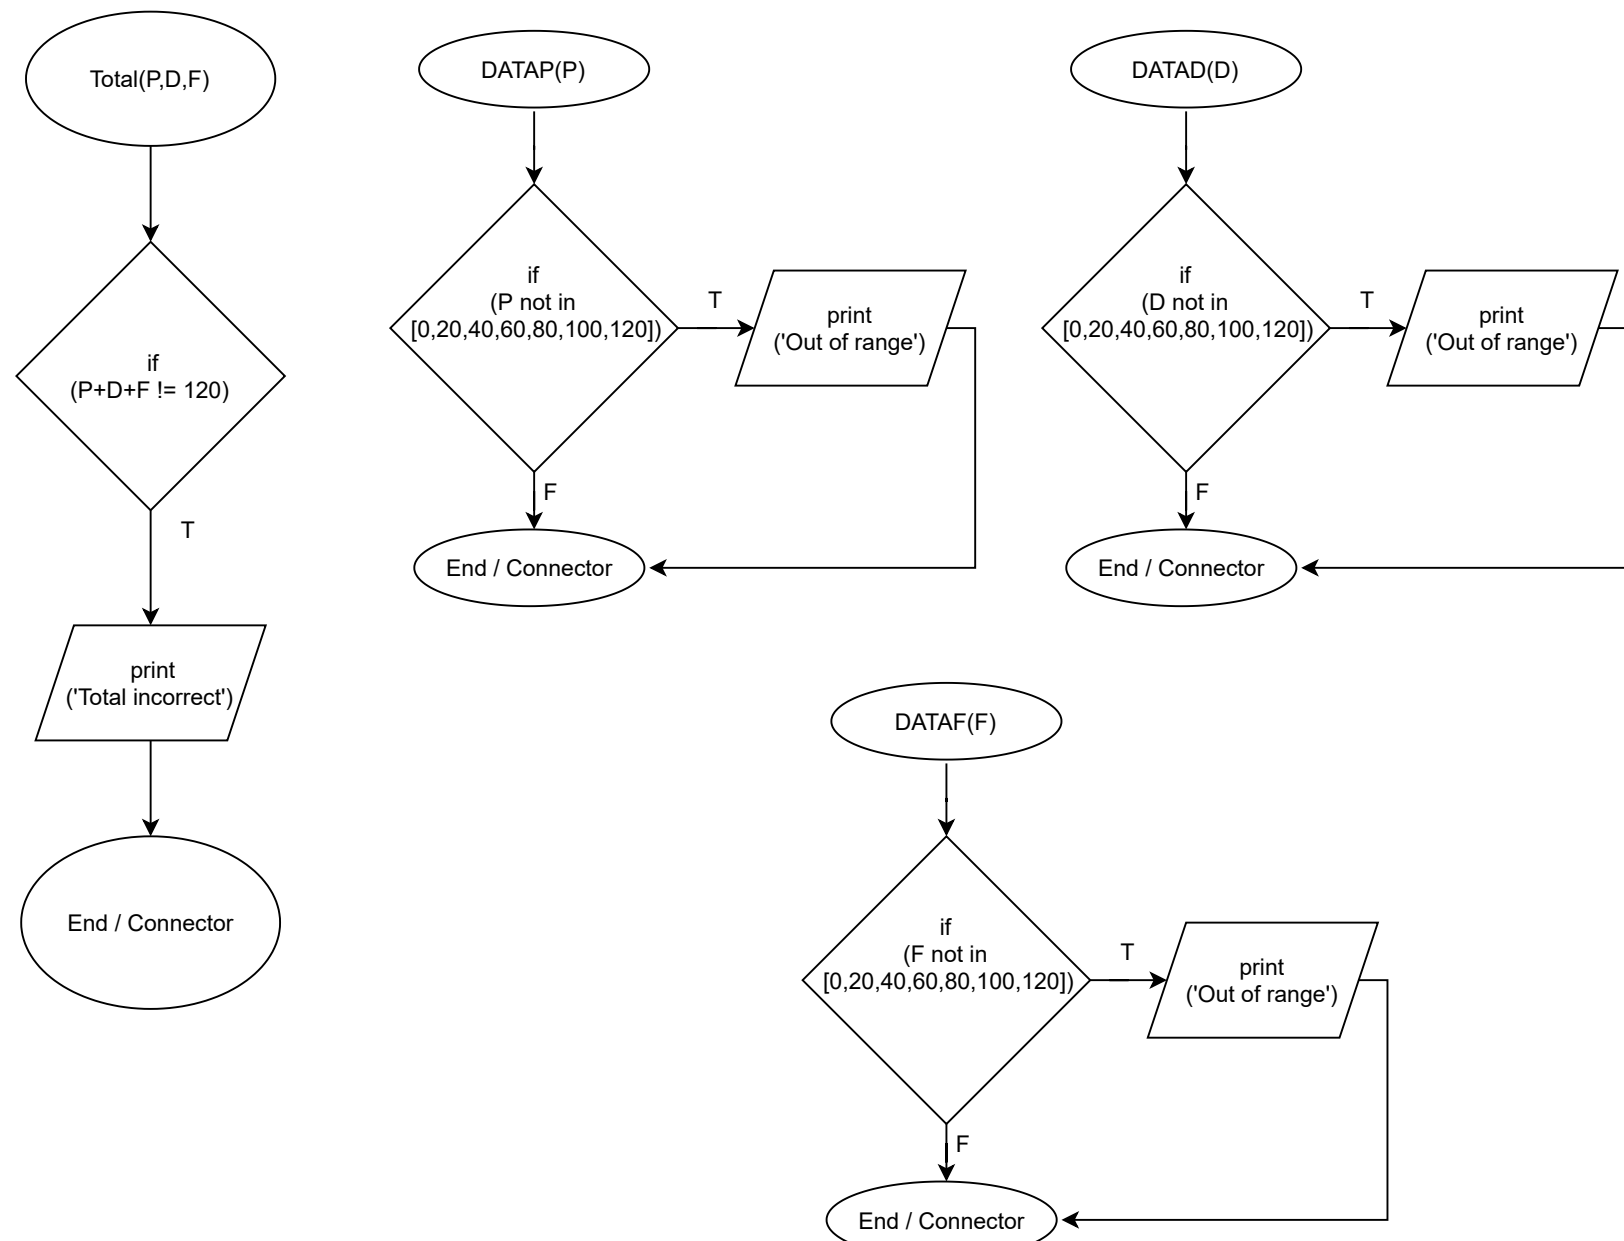 Total(P,D,F)
if
(P+D+F != 120)
T
print
('Total incorrect')
End / Connector
DATAP(P)
if
(P not in
[0,20,40,60,80,100,120])
T
print
('Out of range')
F
End / Connector
DATAD(D)
if
(D not in
[0,20,40,60,80,100,120])
T
print
('Out of range')
F
End / Connector
DATAF(F)
if
(F not in
[0,20,40,60,80,100,120])
T
print
('Out of range')
F
End / Connector